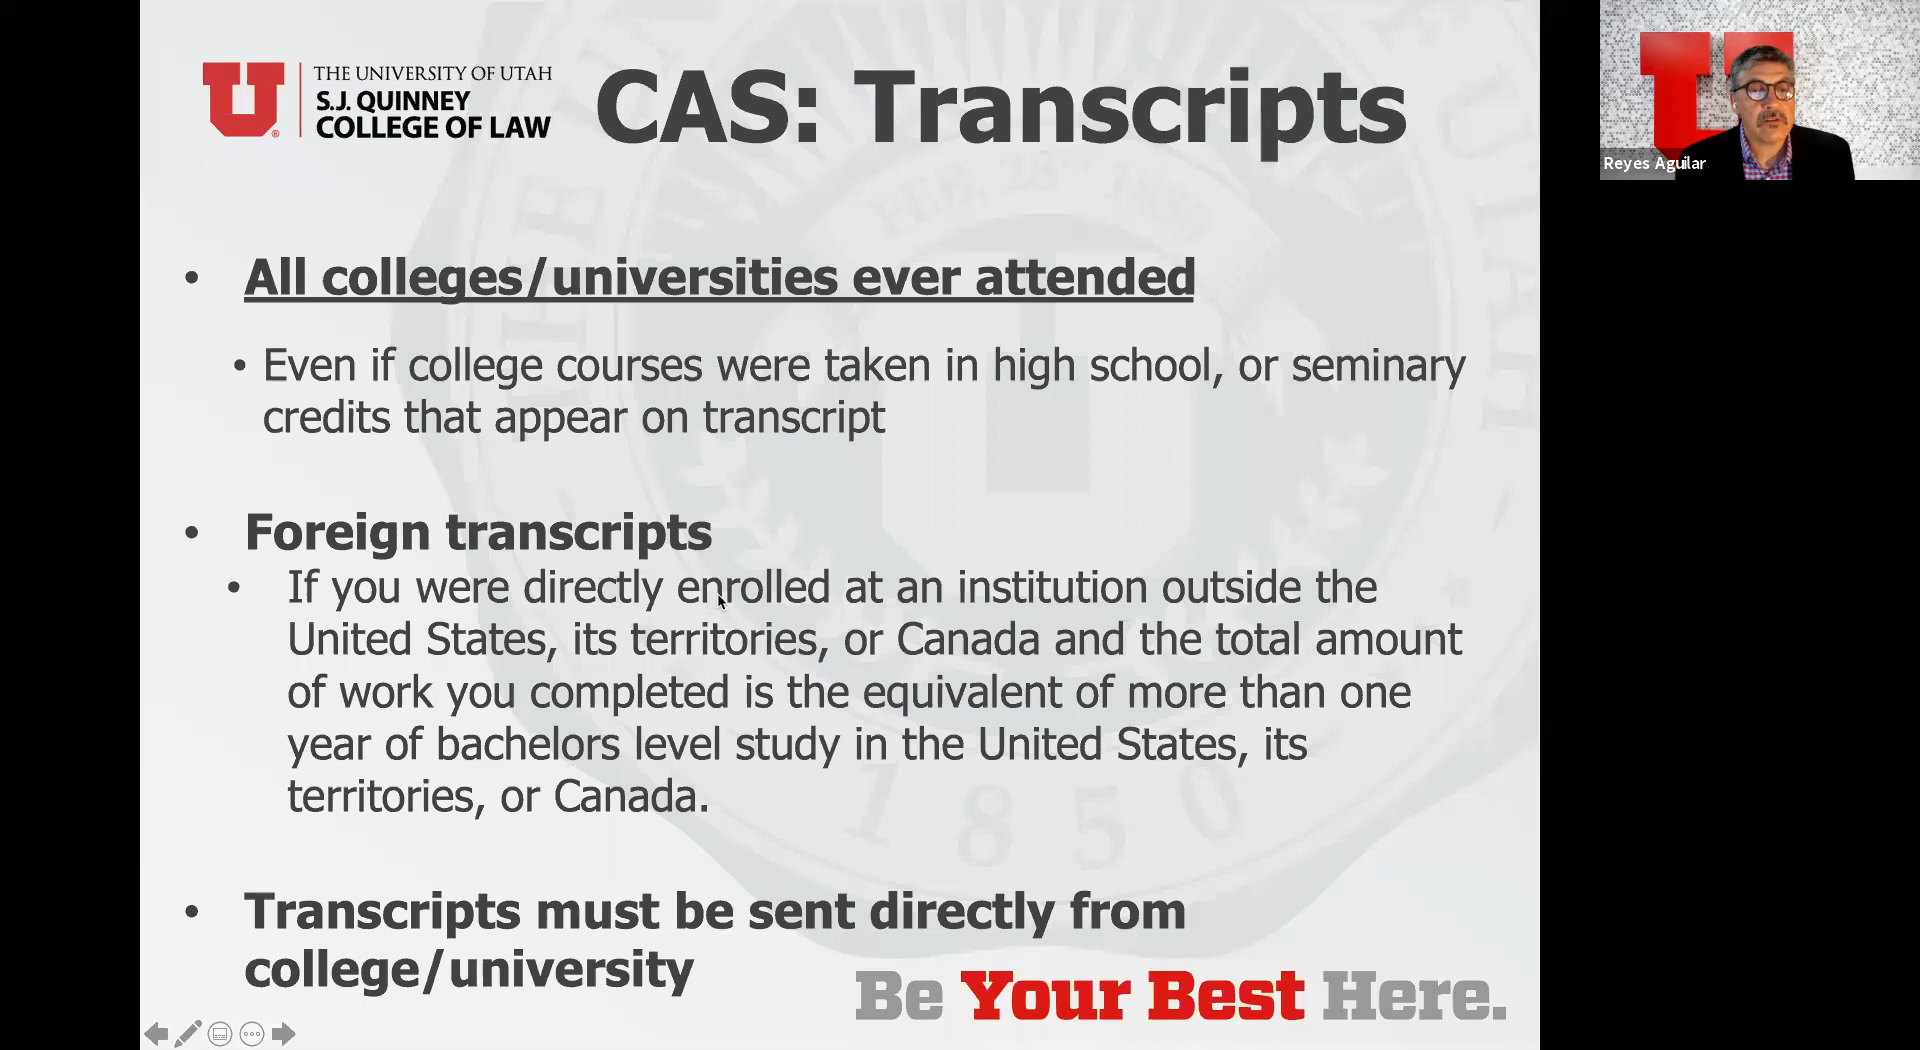 THE UNIVERSITY OF UTAH
S.J. QUINNEY
COLLEGE OF LAW
®
CAS: Transcripts
Reyes Aguilar
FEB. 28 1850
• All colleges/universities ever attended
• Even if college courses were taken in high school, or seminary
credits that appear on transcript
• Foreign transcripts
• If you were directly enrolled at an institution outside the
United States, its territories, or Canada and the total amount
of work you completed is the equivalent of more than one
year of bachelors level study in the United States, its
territories, or Canada.
1850
• Transcripts must be sent directly from
college/university
Be Your Best Here.